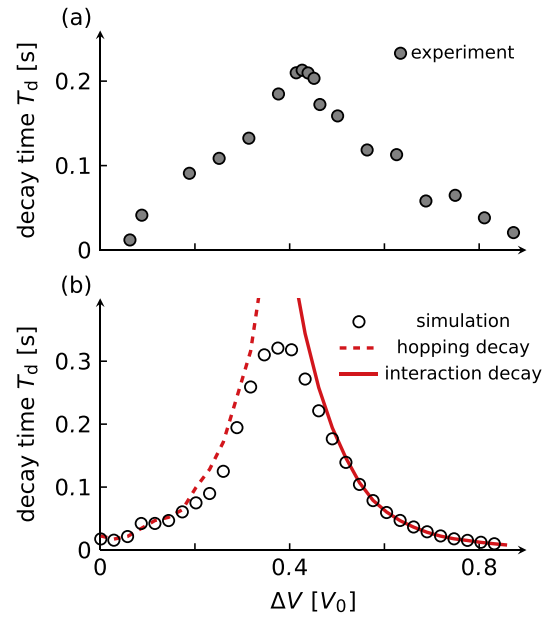 (a)
decay time T_d [s]
0.2
0.1
0
experiment
(b)
decay time T_d [s]
0.3
0.2
0.1
0
simulation
hopping decay
interaction decay
0 0.4 0.8
ΔV [V_0]